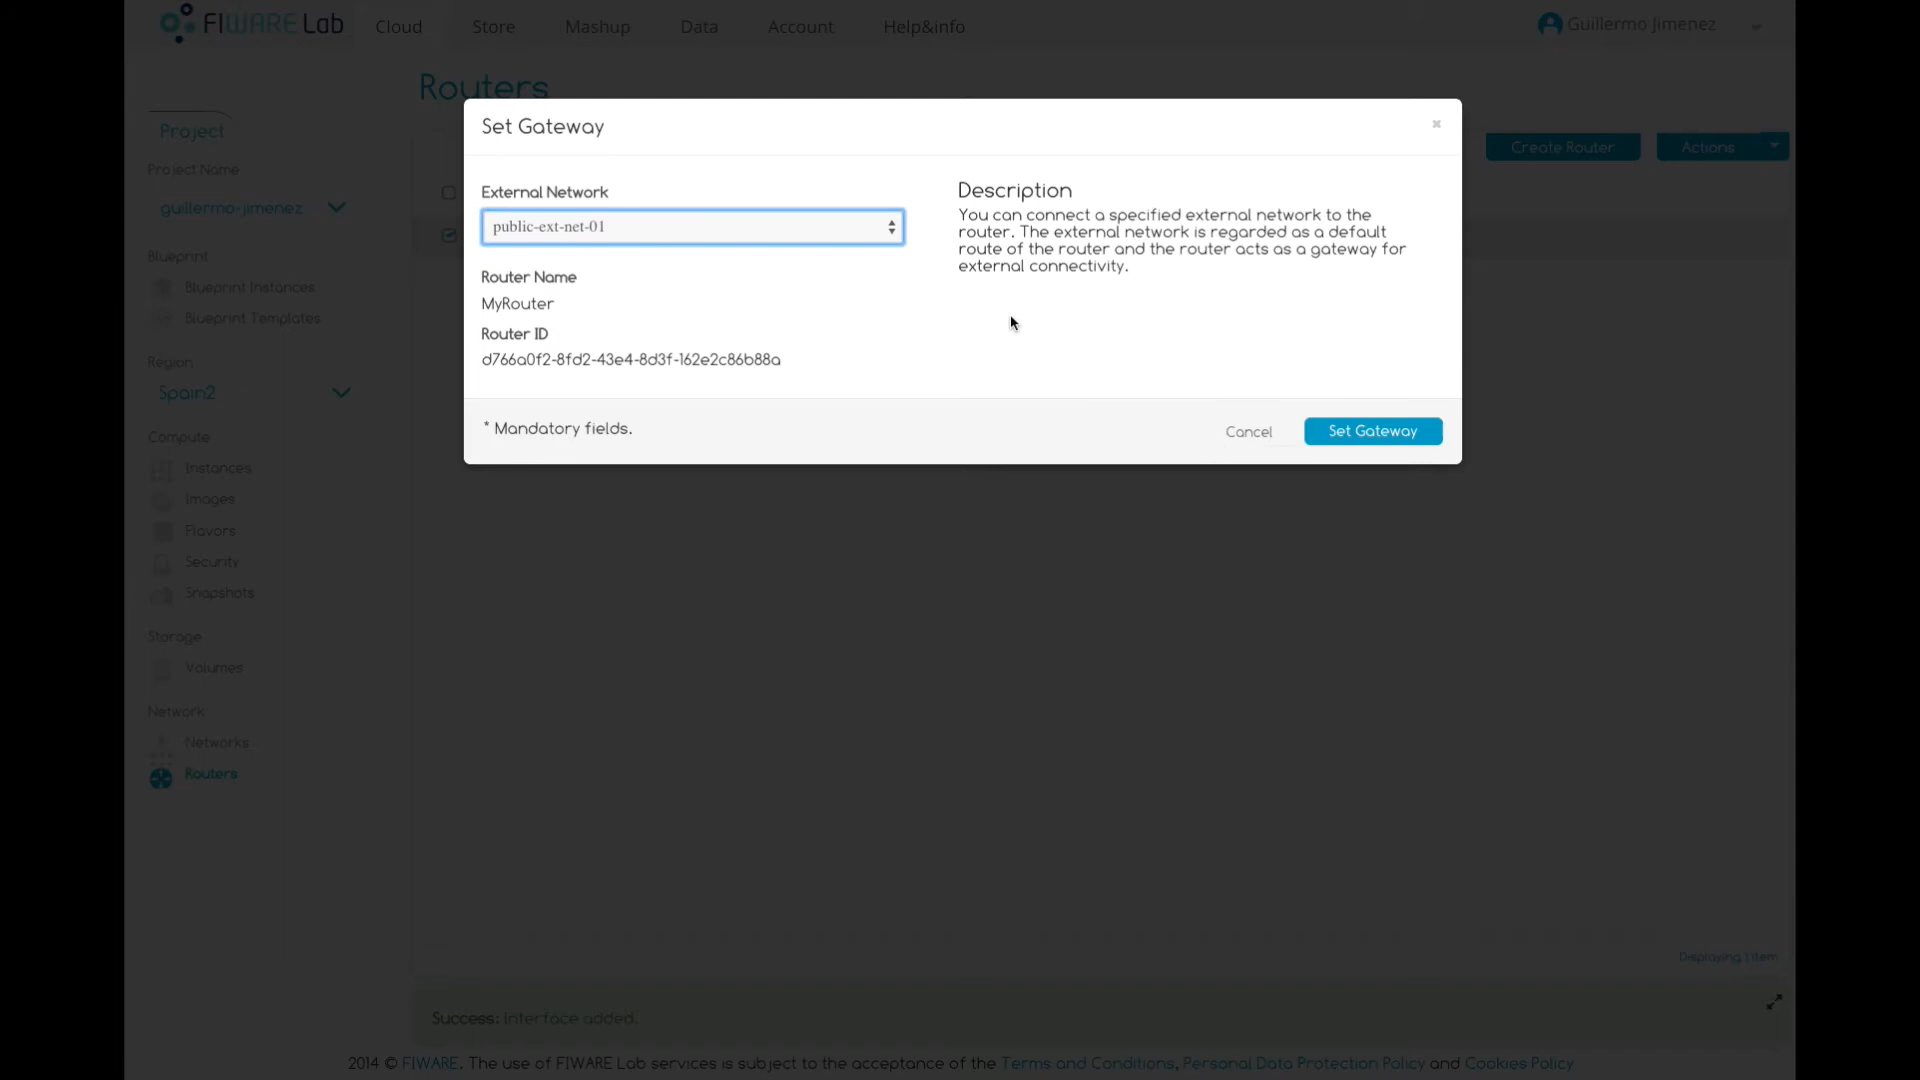 FIWARE Lab
Cloud
Store
Mashup
Data
Account
Help&info
Guillermo Jimenez
Routers
Project
Project Name
guillermo-jimenez
Blueprint
Blueprint Instances
Blueprint Templates
Region
Spain2
Compute
Instances
Images
Flavors
Security
Snapshots
Storage
Volumes
Network
Networks
Routers
Create Router
Actions
Set Gateway
External Network
public-ext-net-01
Router Name
MyRouter
Router ID
d766a0f2-8fd2-43e4-8d3f-162e2c86b88a
Description
You can connect a specified external network to the
router. The external network is regarded as a default
route of the router and the router acts as a gateway for
external connectivity.
* Mandatory fields.
Cancel
Set Gateway
Displaying 1 item
Success: Interface added.
2014 © FIWARE. The use of FIWARE Lab services is subject to the acceptance of the Terms and Conditions, Personal Data Protection Policy and Cookies Policy